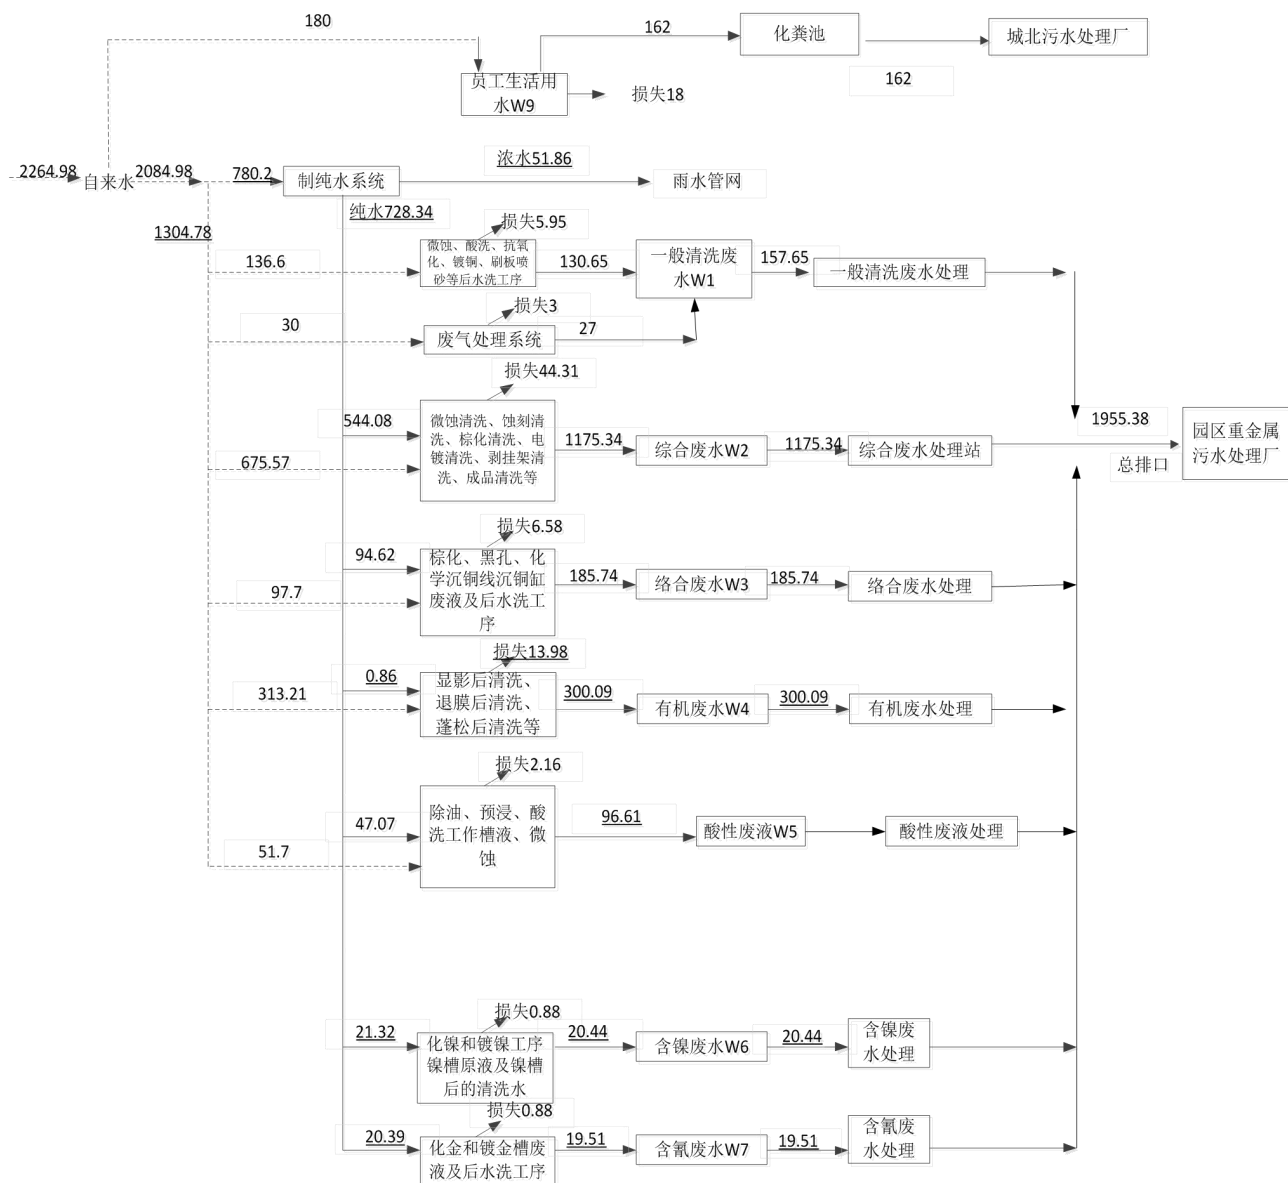 180
162
化粪池
城北污水处理厂
162
员工生活用
水W9
损失18
2264.98
自来水
2084.98
780.2
制纯水系统
浓水51.86
雨水管网
纯水728.34
1304.78
136.6
损失5.95
微蚀、酸洗、抗氧
化、镀铜、刷板喷
砂等后水洗工序
130.65
一般清洗废
水W1
157.65
一般清洗废水处理
30
损失3
废气处理系统
27
损失44.31
544.08
675.57
微蚀清洗、蚀刻清
洗、棕化清洗、电
镀清洗、剥挂架清
洗、成品清洗等
1175.34
综合废水W2
1175.34
综合废水处理站
1955.38
总排口
园区重金属
污水处理厂
损失6.58
94.62
97.7
棕化、黑孔、化
学沉铜线沉铜缸
废液及后水洗工
序
185.74
络合废水W3
185.74
络合废水处理
损失13.98
0.86
313.21
显影后清洗、
退膜后清洗、
蓬松后清洗等
300.09
有机废水W4
300.09
有机废水处理
损失2.16
47.07
51.7
除油、预浸、酸
洗工作槽液、微
蚀
96.61
酸性废液W5
酸性废液处理
损失0.88
21.32
化镍和镀镍工序
镍槽原液及镍槽
后的清洗水
20.44
含镍废水W6
20.44
含镍废
水处理
损失0.88
20.39
化金和镀金槽废
液及后水洗工序
19.51
含氰废水W7
19.51
含氰废
水处理